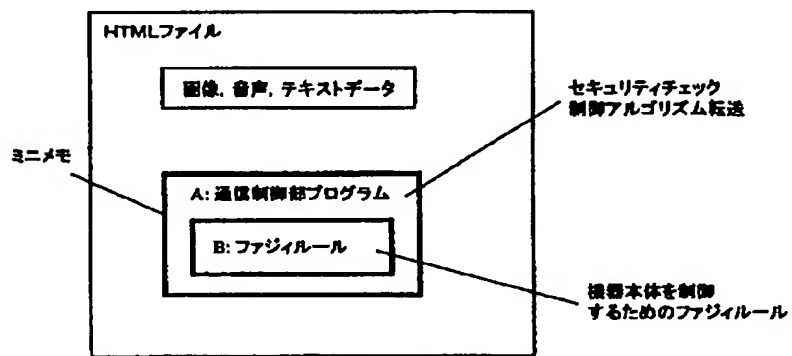 HTMLファイル
画像,音声, テキストデータ
セキュリティチェック
制御アルゴリズム転送
ミニメモ
A: 通信制御部プログラム
B: ファジィルール
機器本体を制御
するためのファジィルール